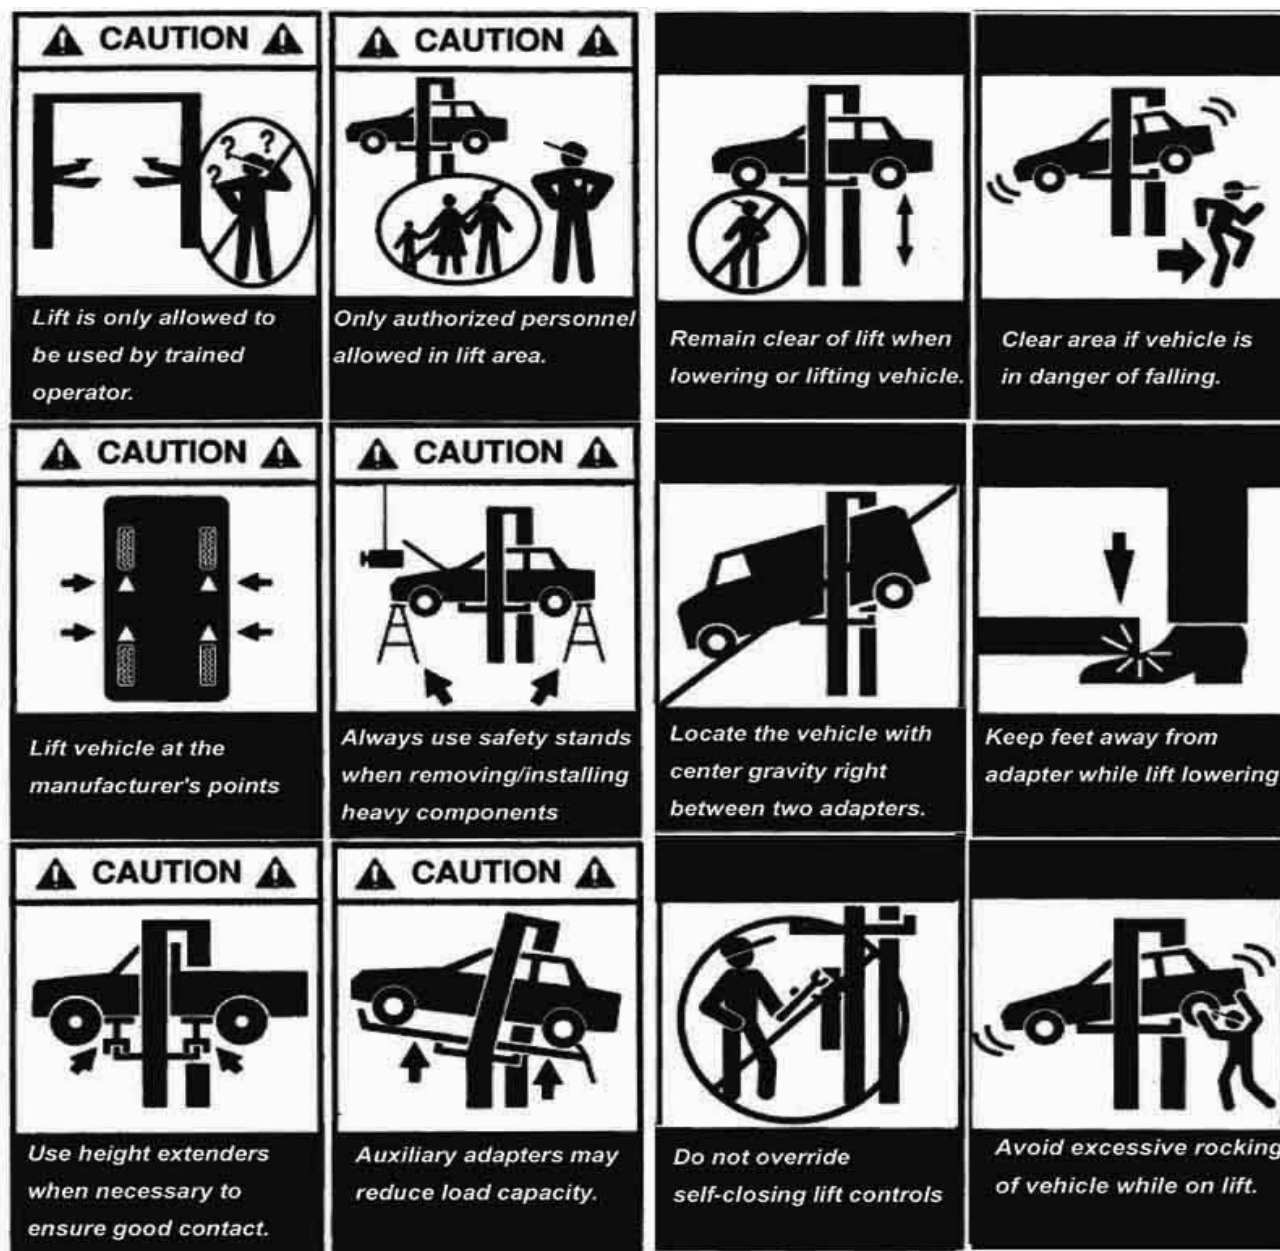 CAUTION
Lift is only allowed to
be used by trained
operator.
CAUTION
Only authorized personnel
allowed in lift area.
Remain clear of lift when
lowering or lifting vehicle.
Clear area if vehicle is
in danger of falling.
CAUTION
Lift vehicle at the
manufacturer's points
CAUTION
Always use safety stands
when removing/installing
heavy components
Locate the vehicle with
center gravity right
between two adapters.
Keep feet away from
adapter while lift lowering
CAUTION
Use height extenders
when necessary to
ensure good contact.
CAUTION
Auxiliary adapters may
reduce load capacity.
Do not override
self-closing lift controls
Avoid excessive rocking
of vehicle while on lift.
? ? ?